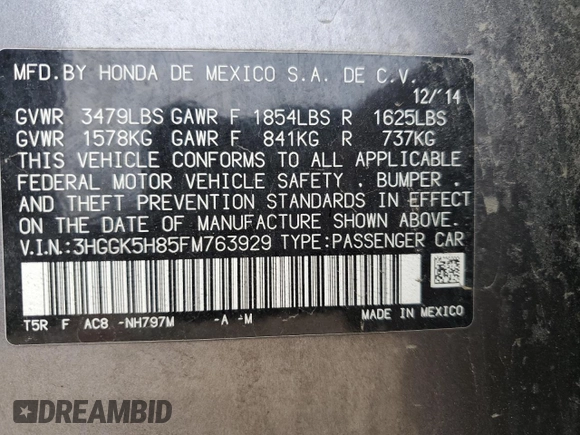 MFD.BY HONDA DE MEXICO S.A. DE C.V.
12/'14
GVWR 3479LBS GAWR F 1854LBS R 1625LBS
GVWR 1578KG GAWR F 841KG R 737KG
THIS VEHICLE CONFORMS TO ALL APPLICABLE
FEDERAL MOTOR VEHICLE SAFETY , BUMPER ,
AND THEFT PREVENTION STANDARDS IN EFFECT
ON THE DATE OF MANUFACTURE SHOWN ABOVE.
V.I.N.:3HGGK5H85FM763929 TYPE:PASSENGER CAR
T5R F AC8 -NH797M -A -M MADE IN MEXICO
DREAMBID